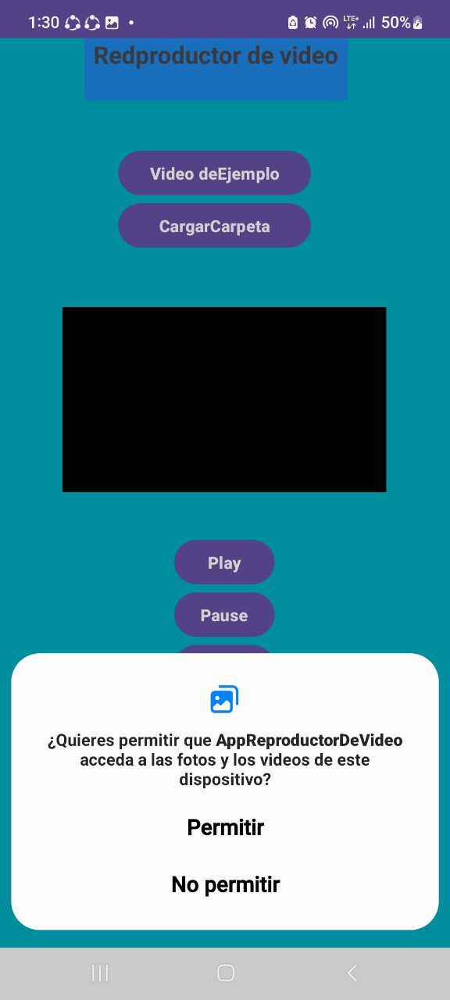 1:30
LTE+
50%
Redproductor de video
Video deEjemplo
CargarCarpeta
Play
Pause
¿Quieres permitir que AppReproductorDeVideo
acceda a las fotos y los videos de este
dispositivo?
Permitir
No permitir